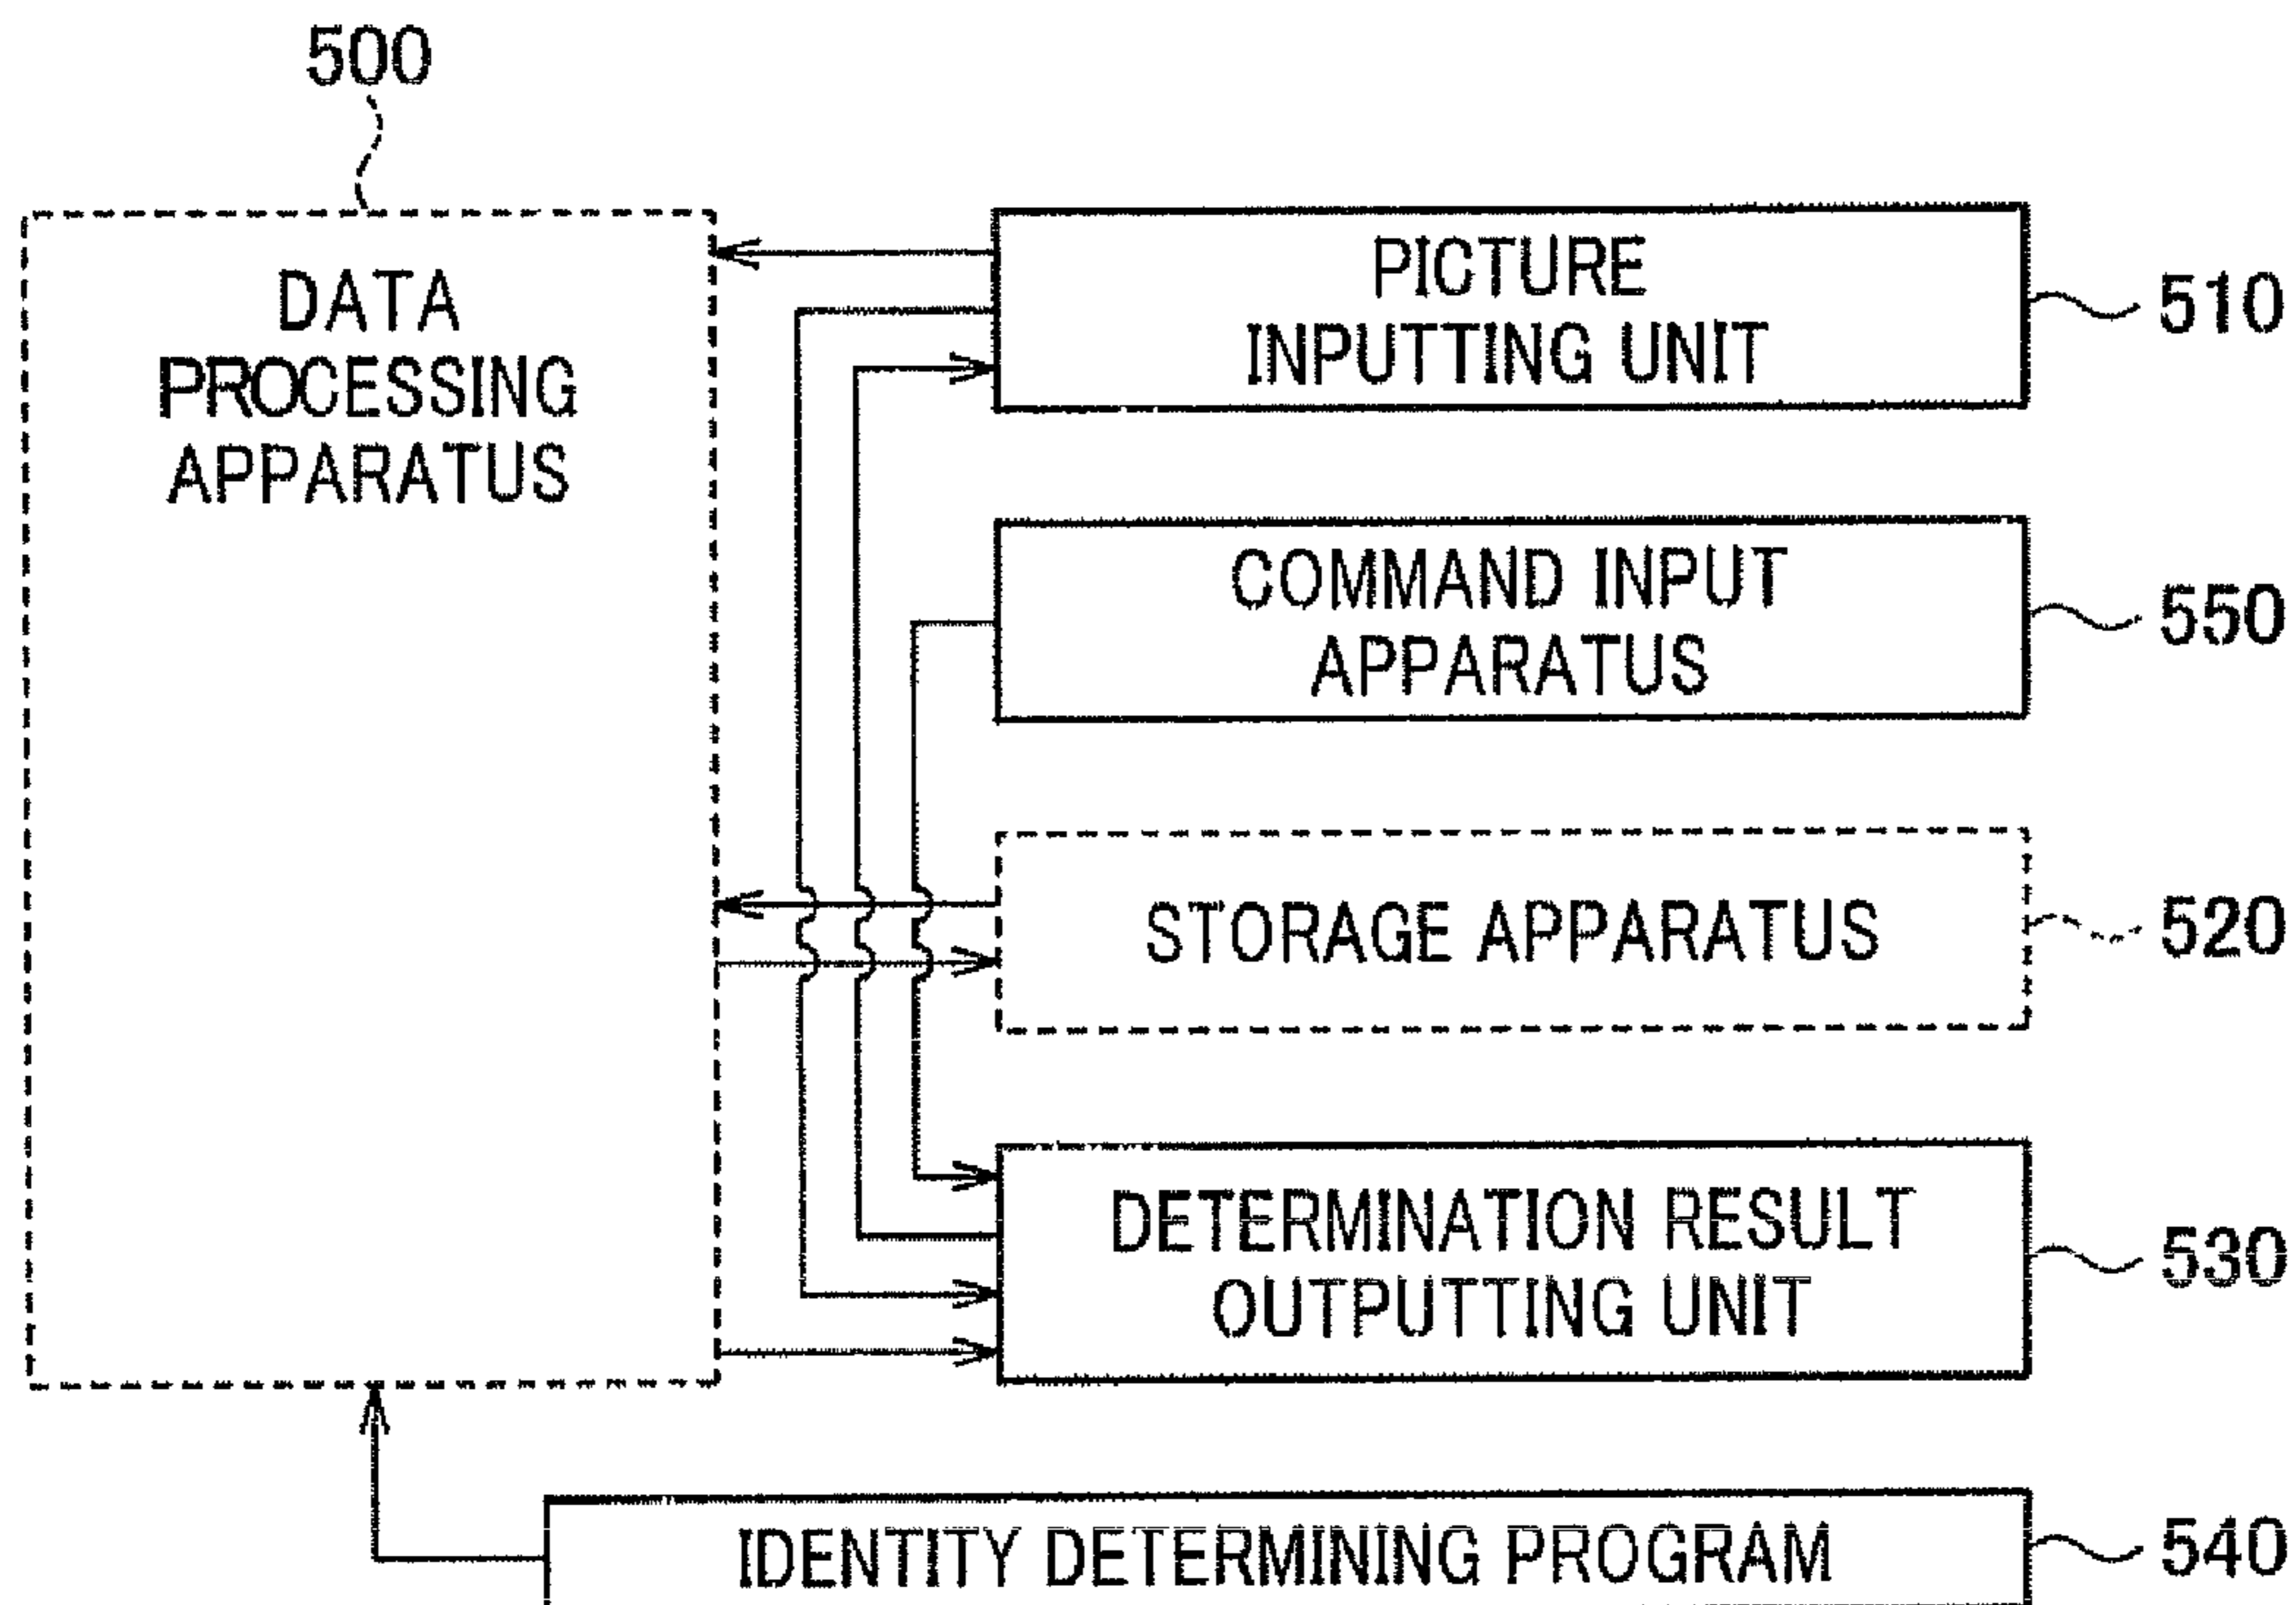 500
DATA
PROCESSING
APPARATUS
PICTURE
INPUTTING UNIT
510
COMMAND INPUT
APPARATUS
550
STORAGE APPARATUS
520
DETERMINATION RESULT
OUTPUTTING UNIT
530
IDENTITY DETERMINING PROGRAM
540